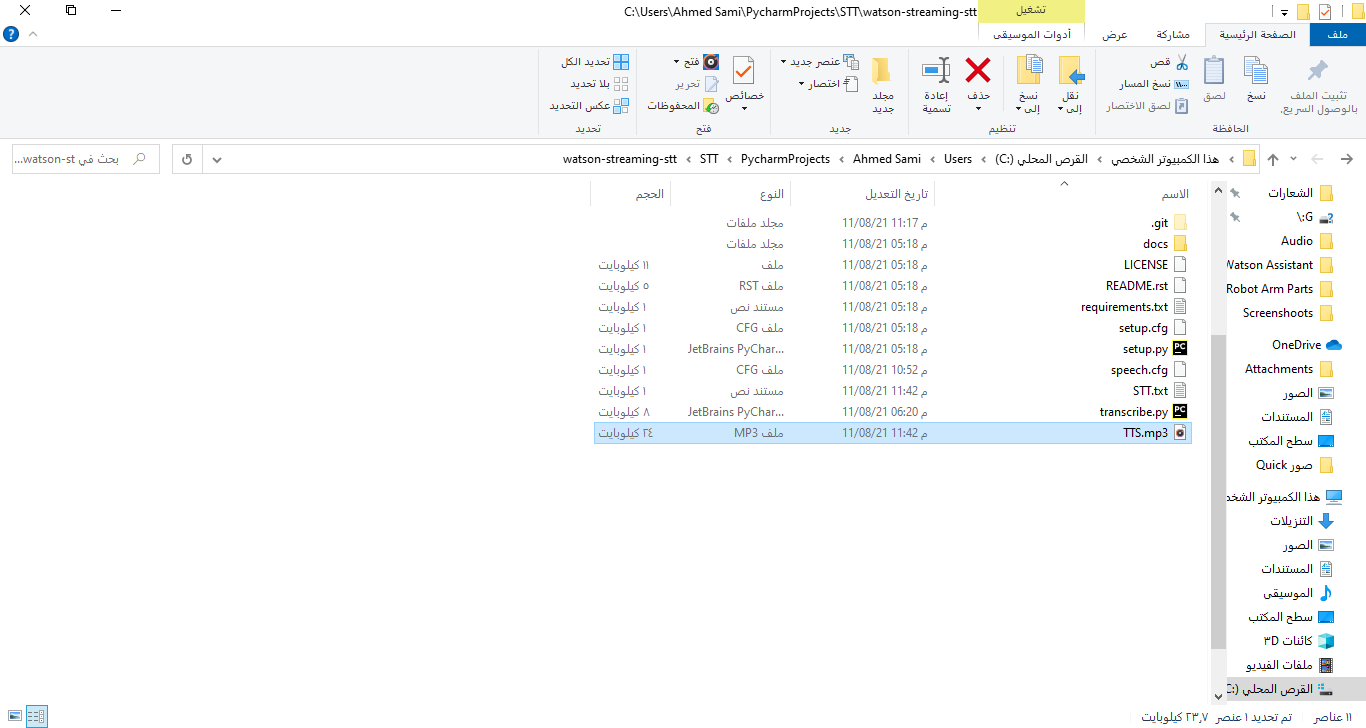 C:\Users\Ahmed Sami\PycharmProjects\STT\watson-streaming-stt
تشغيل
ملف
الصفحة الرئيسية
مشاركة
عرض
أدوات الموسيقى
?
تثبيت الملف بالوصول السريع.
نسخ
لصق
قص
نسخ المسار
لصق الاختصار
الحافظة
نقل إلى
نسخ إلى
حذف
إعادة تسمية
تنظيم
مجلد جديد
عنصر جديد
اختصار
جديد
خصائص
فتح
تحرير
المحفوظات
فتح
تحديد الكل
بلا تحديد
عكس التحديد
تحديد
هذا الكمبيوتر الشخصي › القرص المحلي (C:) › Users › Ahmed Sami › PycharmProjects › STT › watson-streaming-stt
بحث في watson-st...
الاسم تاريخ التعديل النوع الحجم
.git 11/08/21 11:17 م مجلد ملفات
docs 11/08/21 05:18 م مجلد ملفات
LICENSE 11/08/21 05:18 م ملف ١١ كيلوبايت
README.rst 11/08/21 05:18 م ملف RST ٥ كيلوبايت
requirements.txt 11/08/21 05:18 م مستند نص ١ كيلوبايت
setup.cfg 11/08/21 05:18 م ملف CFG ١ كيلوبايت
setup.py 11/08/21 05:18 م JetBrains PyChar... ١ كيلوبايت
speech.cfg 11/08/21 10:52 م ملف CFG ١ كيلوبايت
STT.txt 11/08/21 11:42 م مستند نص ١ كيلوبايت
transcribe.py 11/08/21 06:20 م JetBrains PyChar... ٨ كيلوبايت
TTS.mp3 11/08/21 11:42 م ملف MP3 ٢٤ كيلوبايت
الشعارات
G:\
Audio
Watson Assistant
Robot Arm Parts
Screenshoots
OneDrive
Attachments
الصور
المستندات
سطح المكتب
صور Quick
هذا الكمبيوتر الشخص
التنزيلات
الصور
المستندات
الموسيقى
سطح المكتب
كائنات ٣D
ملفات الفيديو
القرص المحلي (C:
١١ عناصر
تم تحديد ١ عنصر ٢٣,٧ كيلوبايت